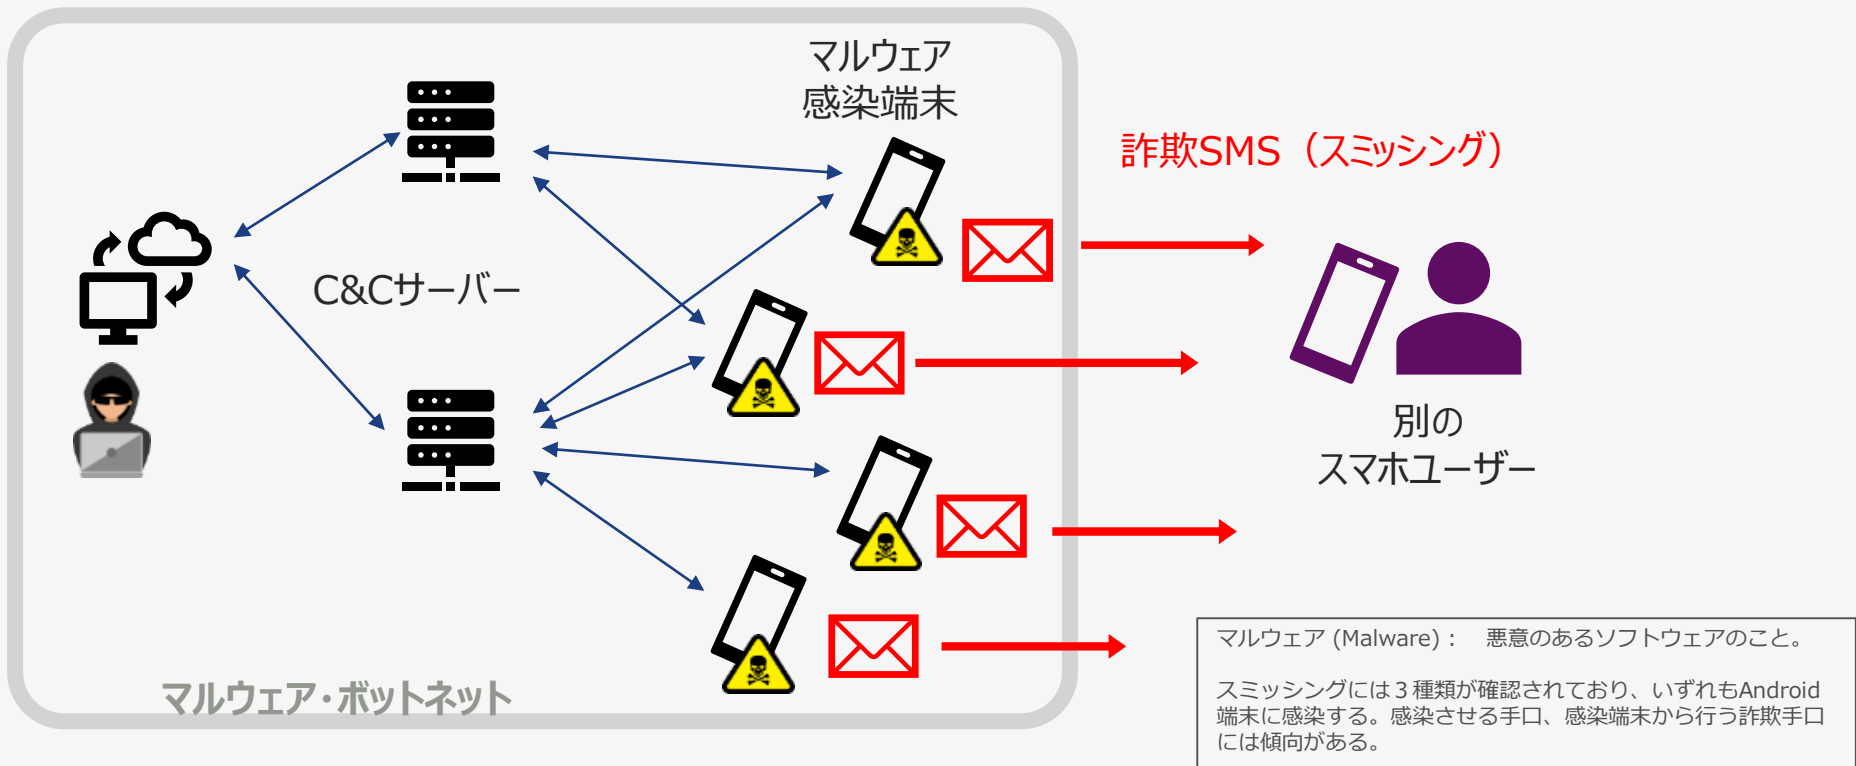 マルウェア
感染端末
詐欺SMS（スミッシング）
C&Cサーバー
別の
スマホユーザー
マルウェア・ボットネット
マルウェア (Malware)： 悪意のあるソフトウェアのこと。
スミッシングには３種類が確認されており、いずれもAndroid
端末に感染する。感染させる手口、感染端末から行う詐欺手口
には傾向がある。